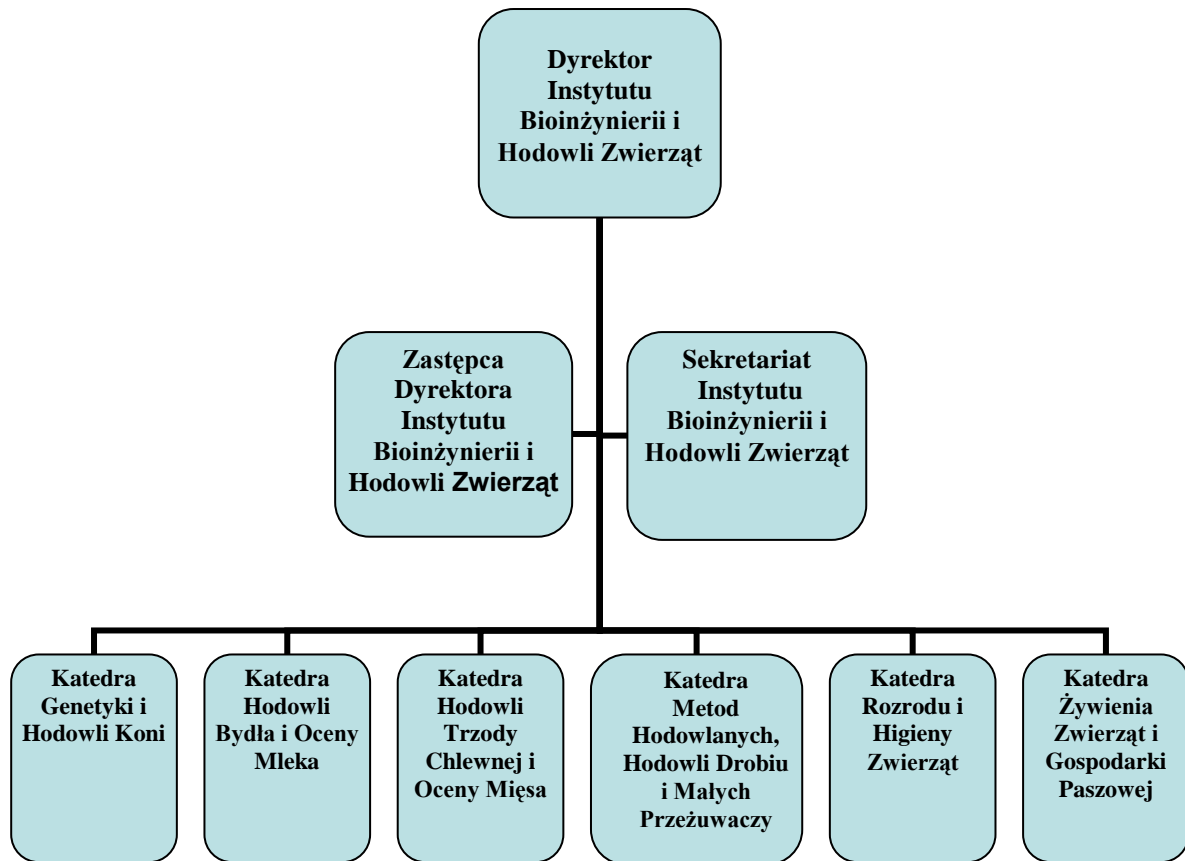 Dyrektor
Instytutu
Bioinżynierii i
Hodowli Zwierząt
Zastępca
Dyrektora
Instytutu
Bioinżynierii i
Hodowli Zwierząt
Sekretariat
Instytutu
Bioinżynierii i
Hodowli Zwierząt
Katedra
Genetyki i
Hodowli Koni
Katedra
Hodowli
Bydła i Oceny
Mleka
Katedra
Hodowli
Trzody
Chlewnej i
Oceny Mięsa
Katedra
Metod
Hodowlanych,
Hodowli Drobiu
i Małych
Przeżuwaczy
Katedra
Rozrodu i
Higieny
Zwierząt
Katedra
Żywienia
Zwierząt i
Gospodarki
Paszowej